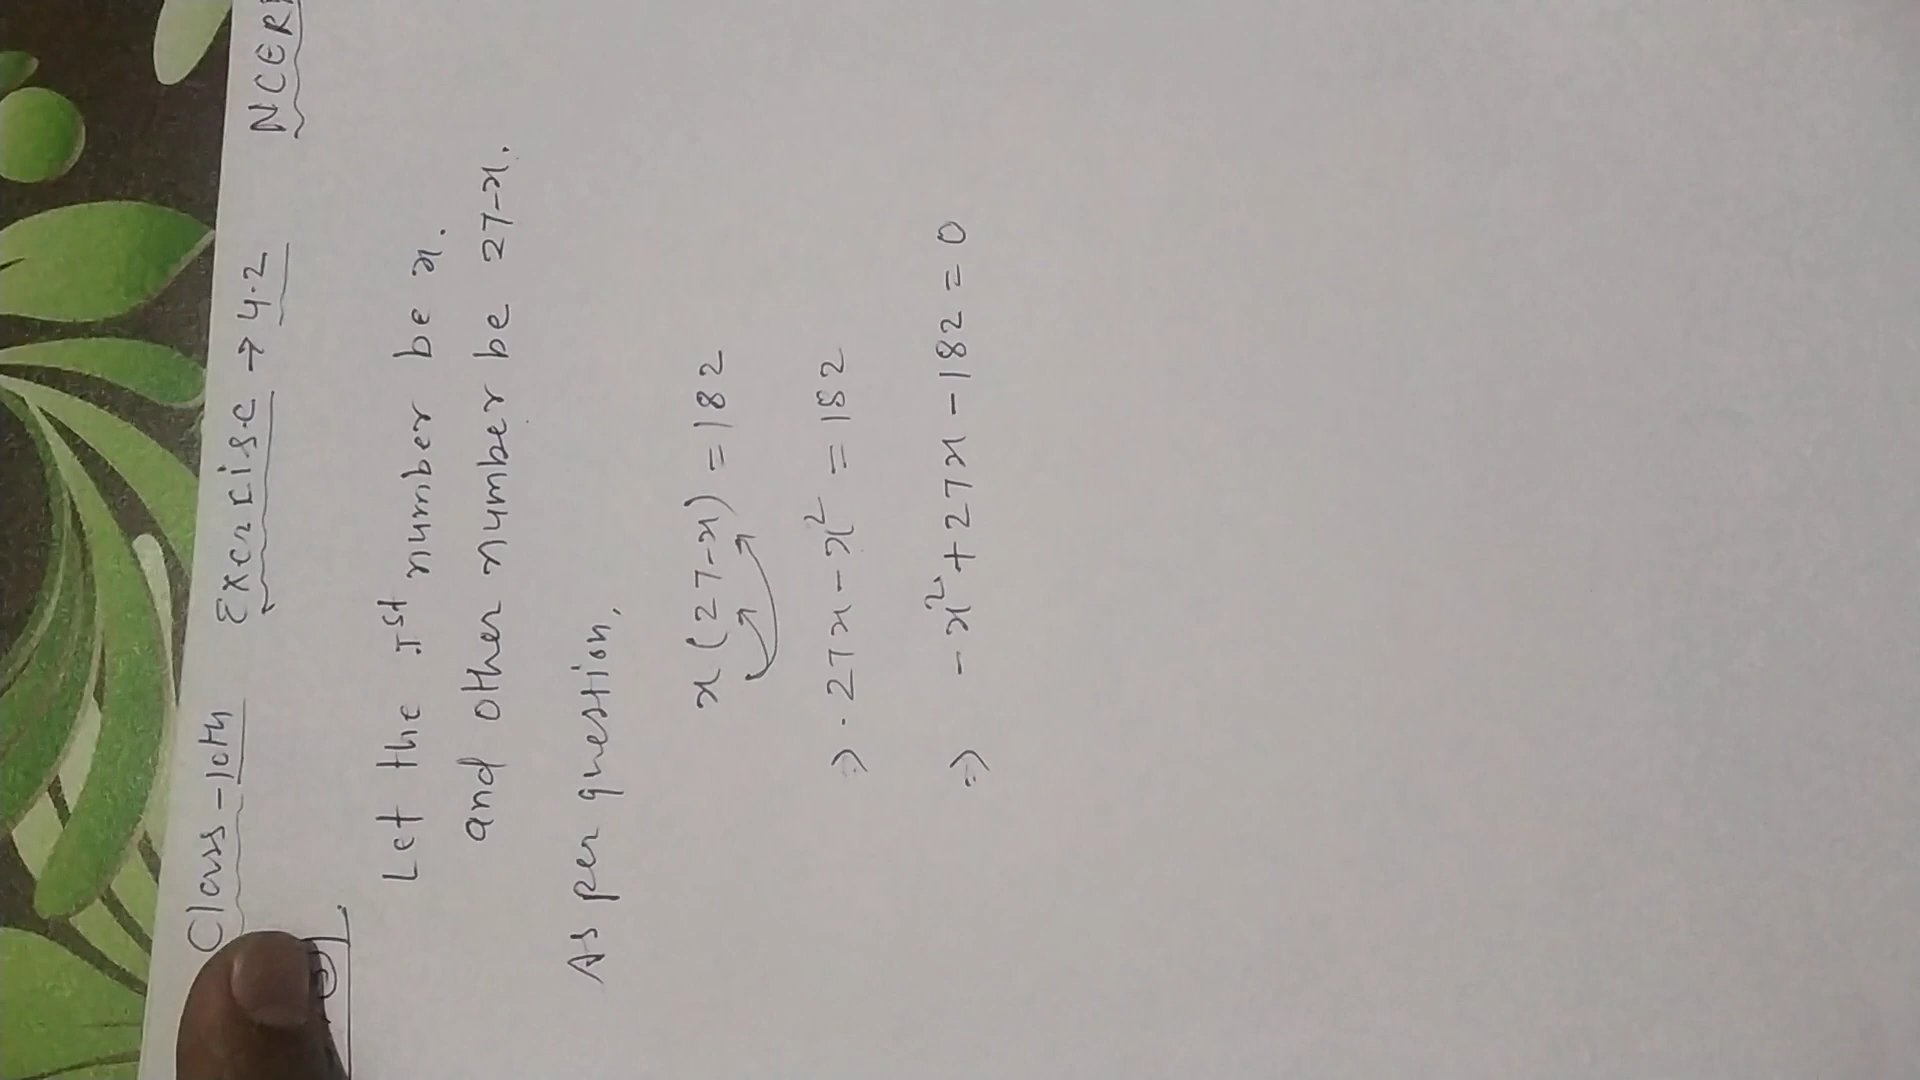 Class-10th Exercise → 4.2 NCER
Let the Ist number be x.
and other number be 27-x.
As per question,
x(27-x) = 182
⇒ 27x - x² = 182
⇒ -x² + 27x - 182 = 0